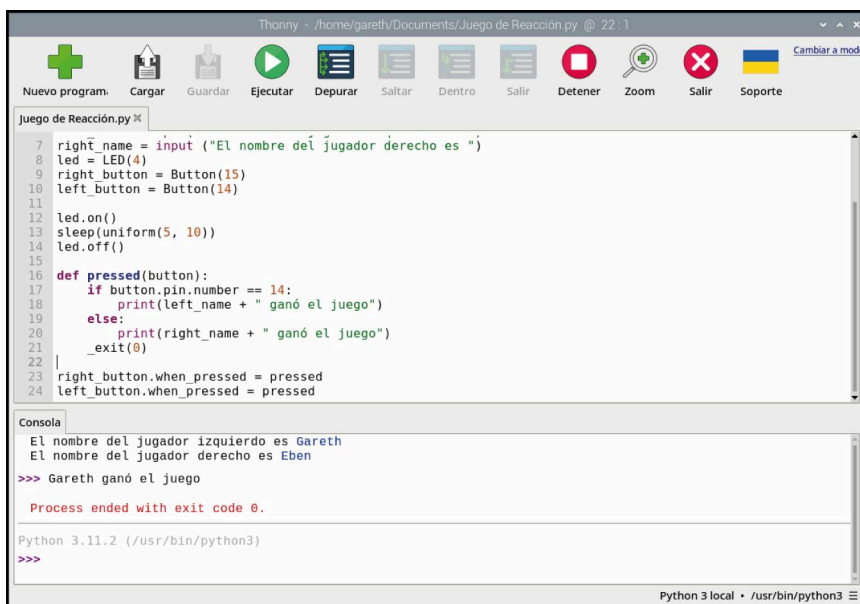 Thonny - /home/gareth/Documents/Juego de Reacción.py @ 22:1
Nuevo program. Cargar Guardar Ejecutar Depurar Saltar Dentro Salir Detener Zoom Salir Soporte
Cambiar a mod
Juego de Reacción.py
7 right_name = input ("El nombre del jugador derecho es ")
8 led = LED(4)
9 right_button = Button(15)
10 left_button = Button(14)
11
12 led.on()
13 sleep(uniform(5, 10))
14 led.off()
15
16 def pressed(button):
17     if button.pin.number == 14:
18         print(left_name + " ganó el juego")
19     else:
20         print(right_name + " ganó el juego")
21     _exit(0)
22
23 right_button.when_pressed = pressed
24 left_button.when_pressed = pressed
Consola
El nombre del jugador izquierdo es Gareth
El nombre del jugador derecho es Eben
>>> Gareth ganó el juego
Process ended with exit code 0.
Python 3.11.2 (/usr/bin/python3)
>>>
Python 3 local • /usr/bin/python3 ☰